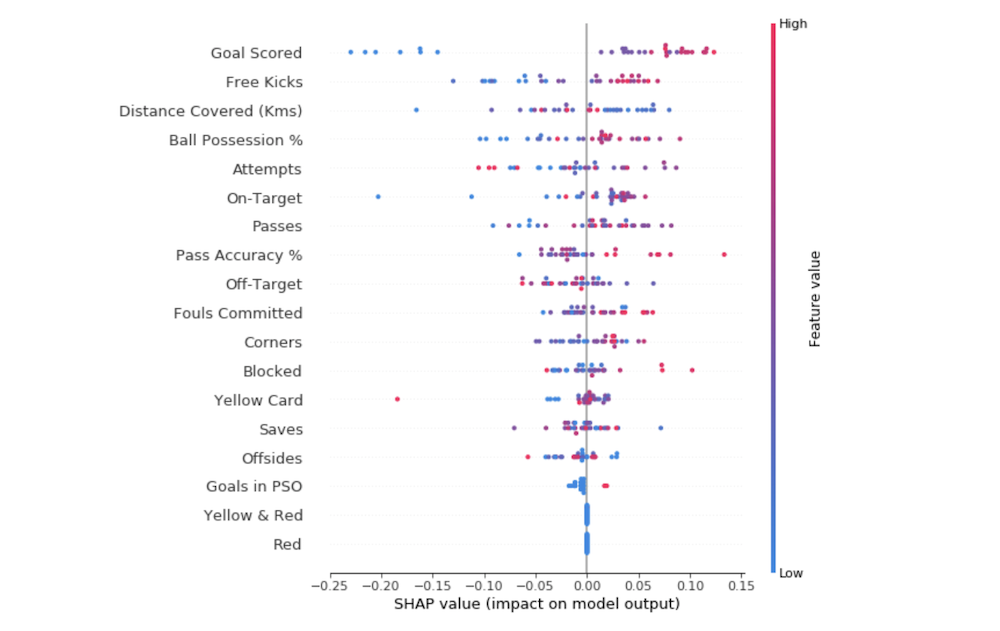 High
Goal Scored
Free Kicks
Distance Covered (Kms)
Ball Possession %
Attempts
On-Target
Passes
Pass Accuracy %
Off-Target
Fouls Committed
Corners
Blocked
Yellow Card
Saves
Offsides
Goals in PSO
Yellow & Red
Red
Feature value
Low
−0.25 −0.20 −0.15 −0.10 −0.05 0.00 0.05 0.10 0.15
SHAP value (impact on model output)